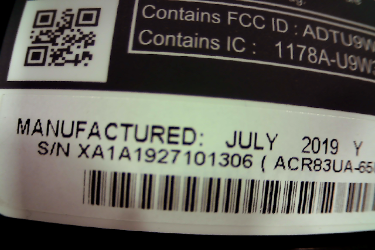 Contains FCC ID : ADTU9W
Contains IC : 1178A-U9W
MANUFACTURED: JULY 2019 Y
S/N XA1A1927101306 ( ACR83UA-65